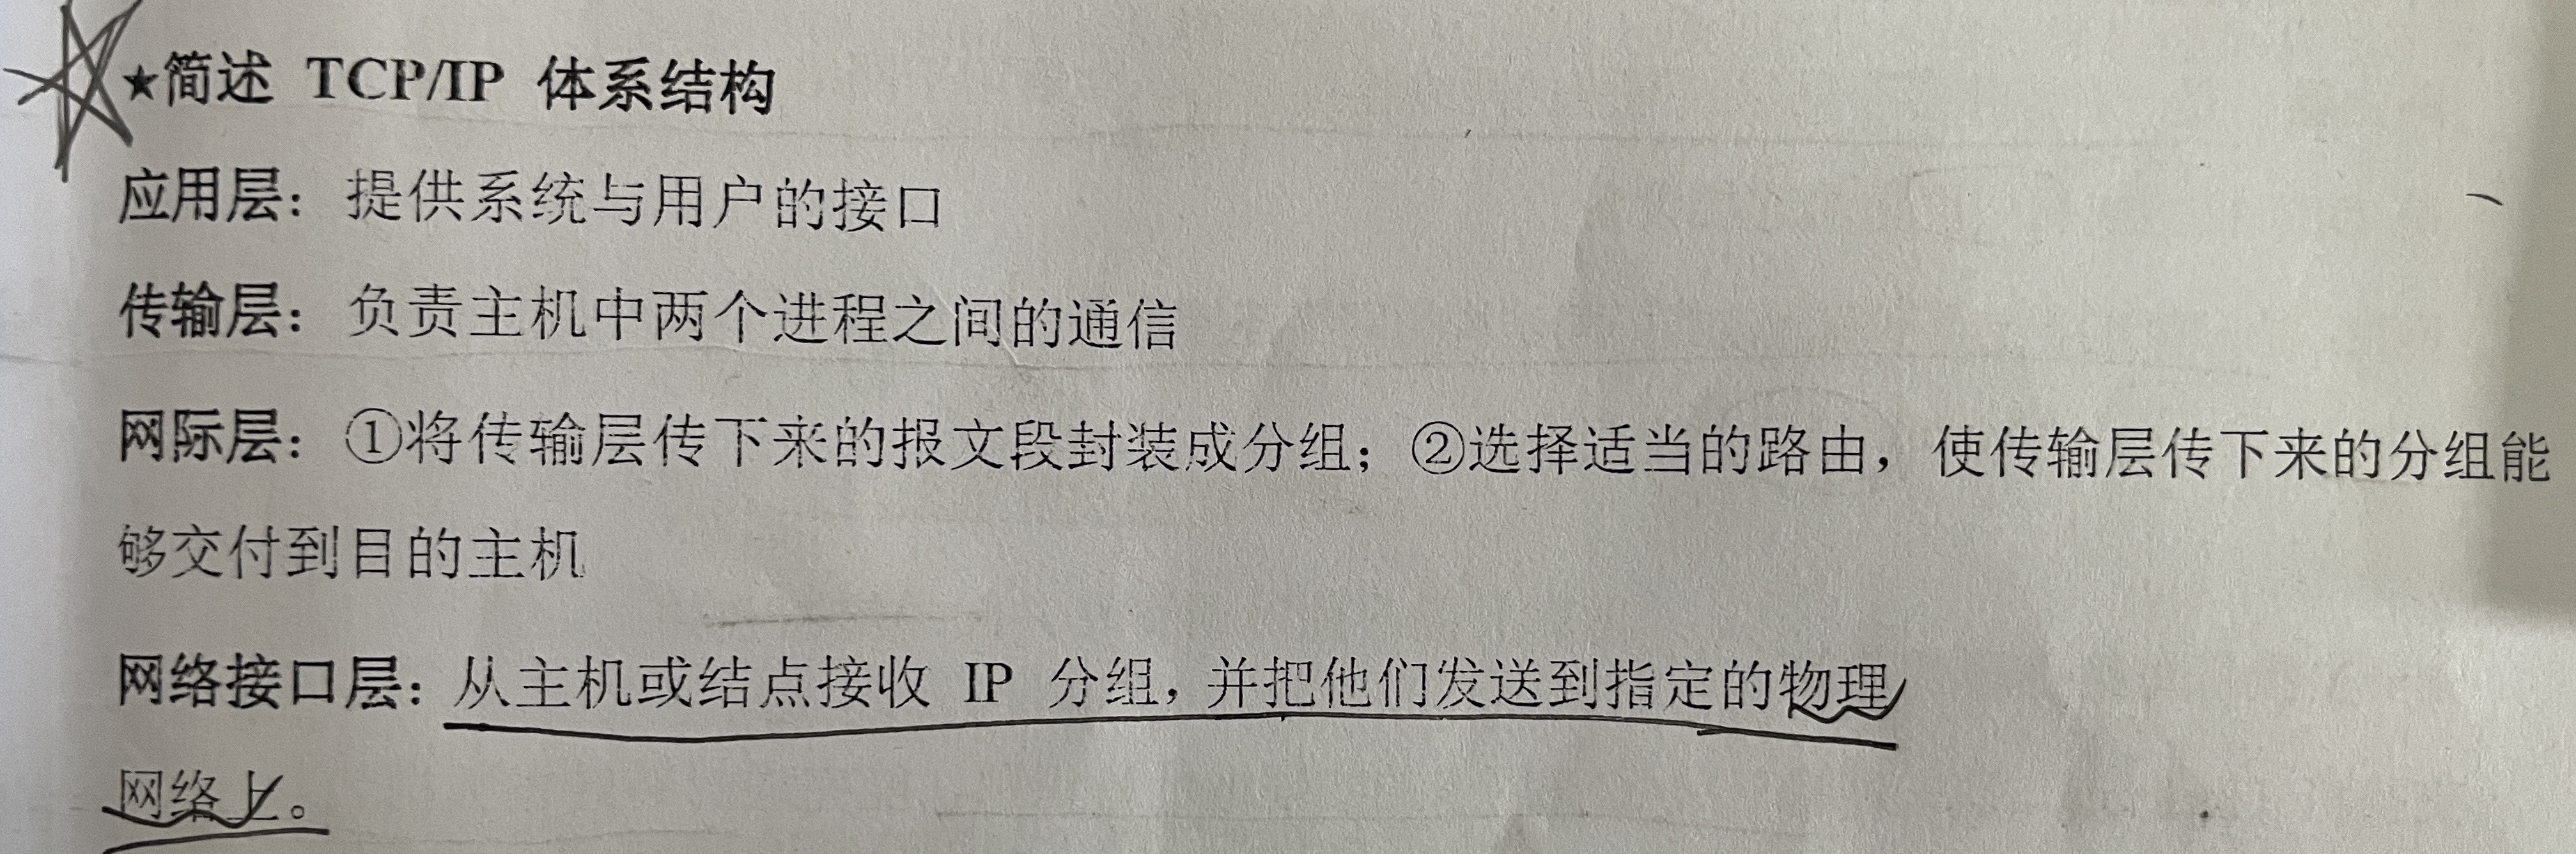 ★简述 TCP/IP 体系结构
应用层：提供系统与用户的接口
传输层：负责主机中两个进程之间的通信
网际层：①将传输层传下来的报文段封装成分组；②选择适当的路由，使传输层传下来的分组能
够交付到目的主机
网络接口层：从主机或结点接收 IP 分组，并把他们发送到指定的物理
网络上。